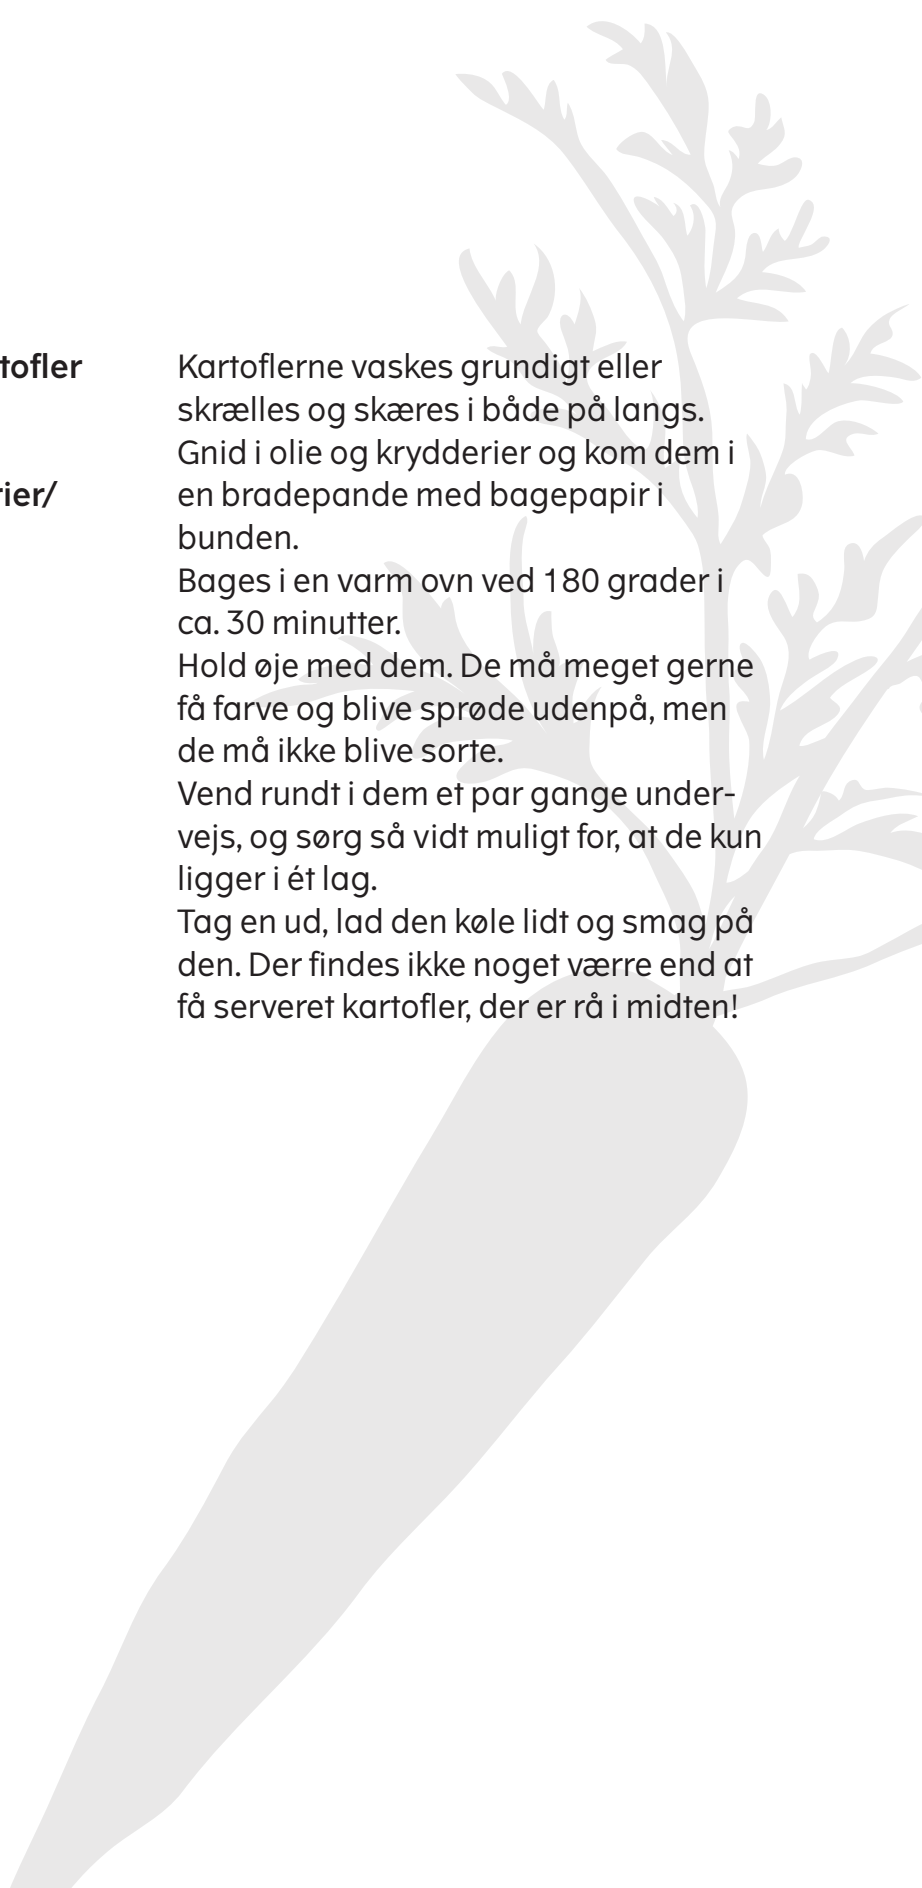 tofler
rier/
Kartoflerne vaskes grundigt eller
skrælles og skæres i både på langs.
Gnid i olie og krydderier og kom dem i
en bradepande med bagepapir i
bunden.
Bages i en varm ovn ved 180 grader i
ca. 30 minutter.
Hold øje med dem. De må meget gerne
få farve og blive sprøde udenpå, men
de må ikke blive sorte.
Vend rundt i dem et par gange under-
vejs, og sørg så vidt muligt for, at de kun
ligger i ét lag.
Tag en ud, lad den køle lidt og smag på
den. Der findes ikke noget værre end at
få serveret kartofler, der er rå i midten!